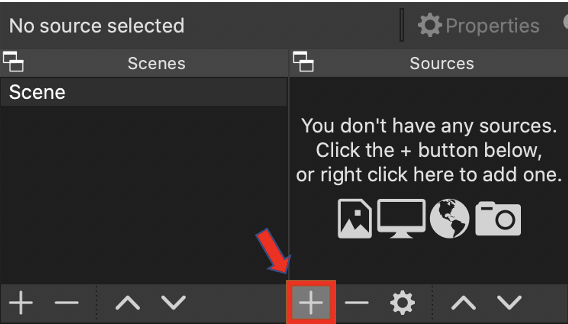 No source selected
Properties
Scenes
Sources
Scene
You don't have any sources.
Click the + button below,
or right click here to add one.